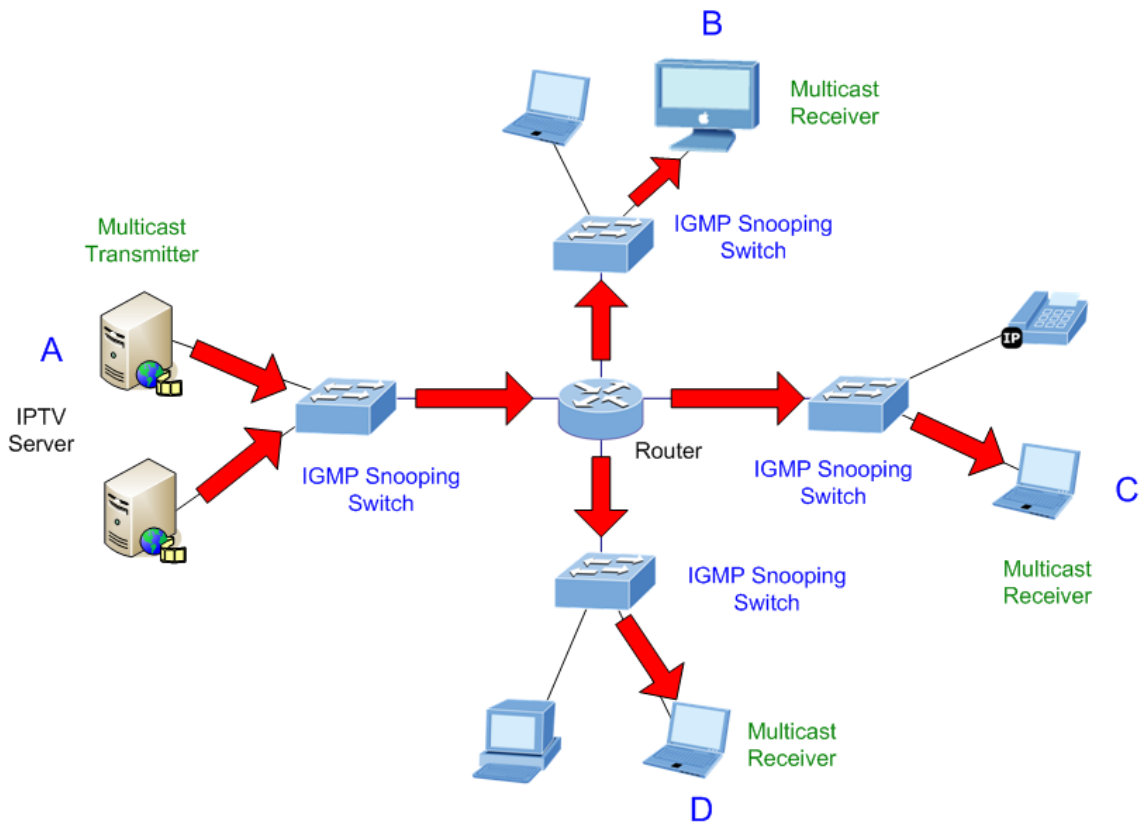 B
Multicast
Receiver
IGMP Snooping
Switch
Multicast
Transmitter
A
IPTV
Server
IGMP Snooping
Switch
Router
IP
IGMP Snooping
Switch
C
Multicast
Receiver
IGMP Snooping
Switch
Multicast
Receiver
D